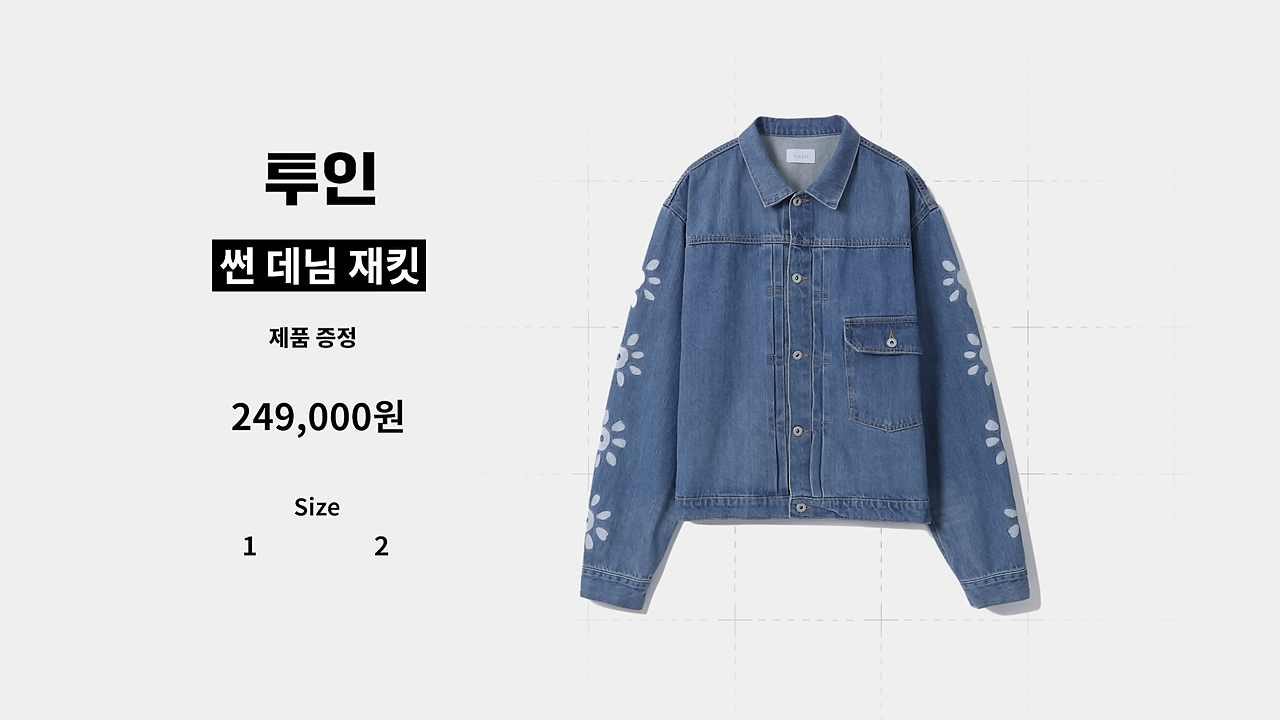 투인
썬 데님 재킷
제품 증정
249,000원
Size
1 2